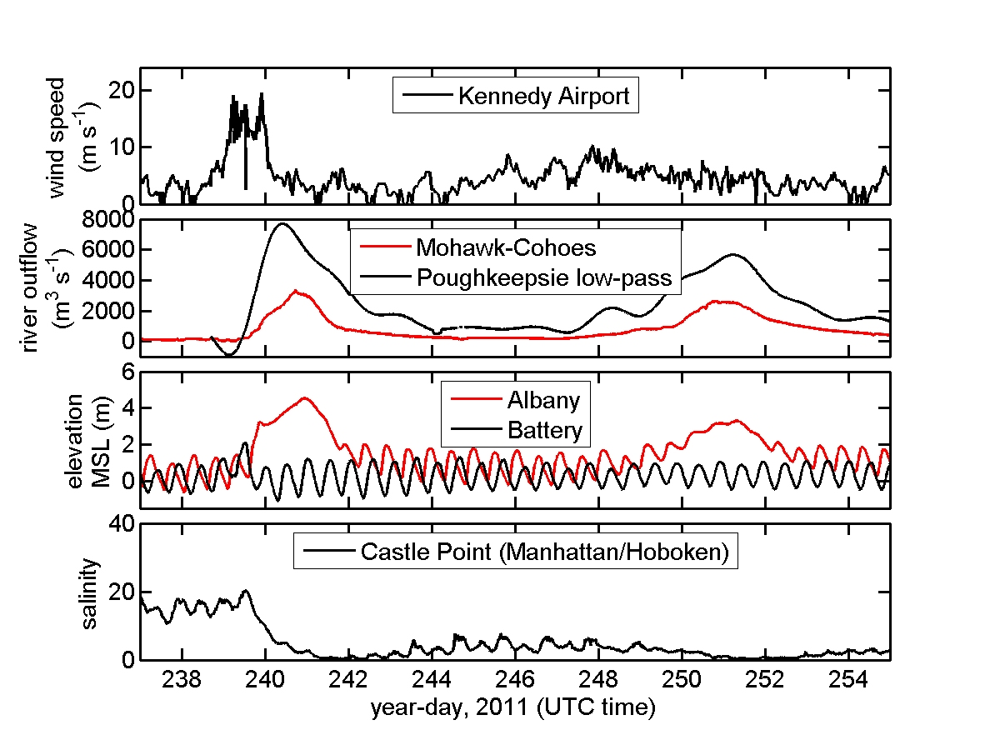 wind speed
(m s-1)
20
10
0
Kennedy Airport
river outflow
(m3 s-1)
8000
6000
4000
2000
0
Mohawk-Cohoes
Poughkeepsie low-pass
elevation
MSL (m)
6
4
2
0
Albany
Battery
salinity
40
20
0
Castle Point (Manhattan/Hoboken)
238 240 242 244 246 248 250 252 254
year-day, 2011 (UTC time)